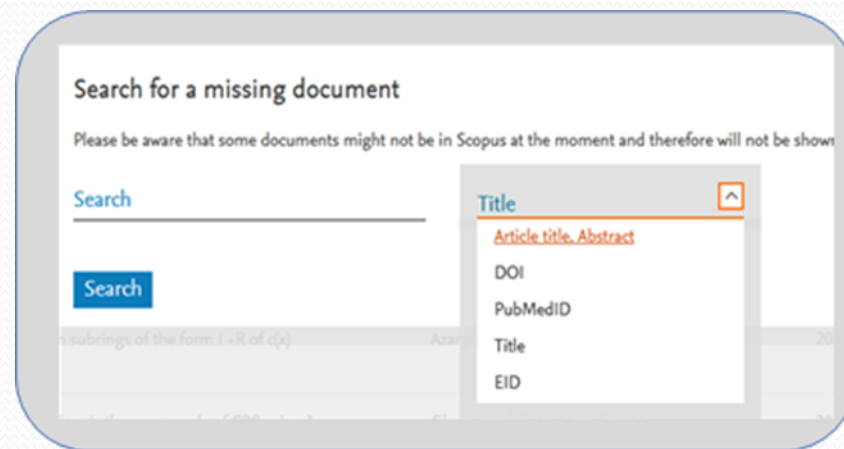 Search for a missing document
Please be aware that some documents might not be in Scopus at the moment and therefore will not be shown
Search
Title
Article title, Abstract
DOI
Search
PubMedID
Title
EID
n subrings of the form I +R of c(x)
20